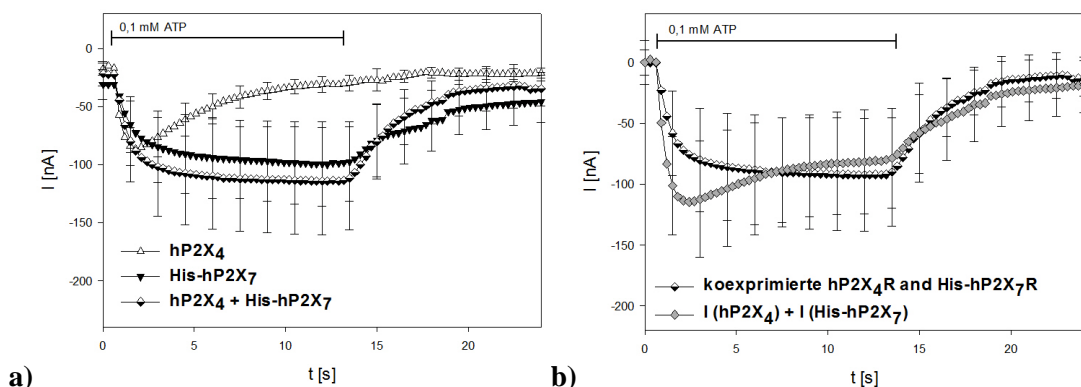 0,1 mM ATP
I [nA]
0
-50
-100
-150
-200
hP2X4
His-hP2X7
hP2X4 + His-hP2X7
0 5 10 15 20
t [s]
a)
0,1 mM ATP
I [nA]
0
-50
-100
-150
-200
koexprimierte hP2X4R and His-hP2X7R
I (hP2X4) + I (His-hP2X7)
0 5 10 15 20
t [s]
b)